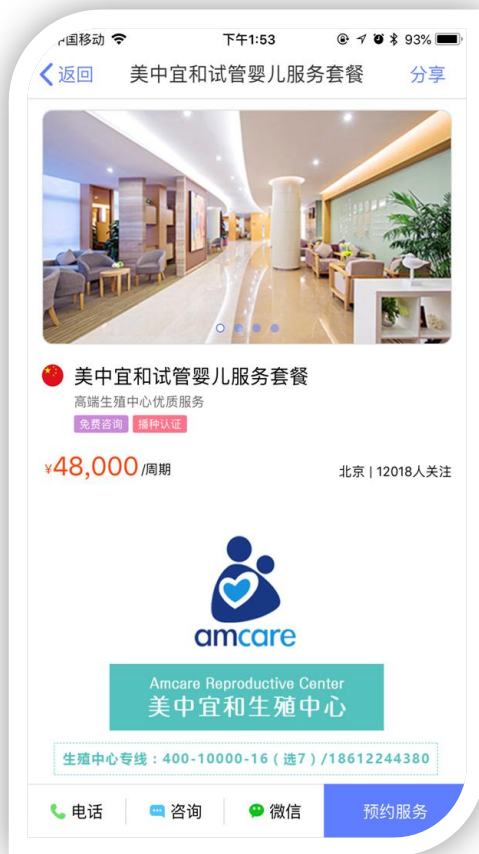 国移动 下午1:53 93%
返回 美中宜和试管婴儿服务套餐 分享
美中宜和试管婴儿服务套餐
高端生殖中心优质服务
免费咨询 播种认证
¥48,000/周期 北京 | 12018人关注
amcare
Amcare Reproductive Center
美中宜和生殖中心
生殖中心专线：400-10000-16（选7）/18612244380
电话 咨询 微信 预约服务